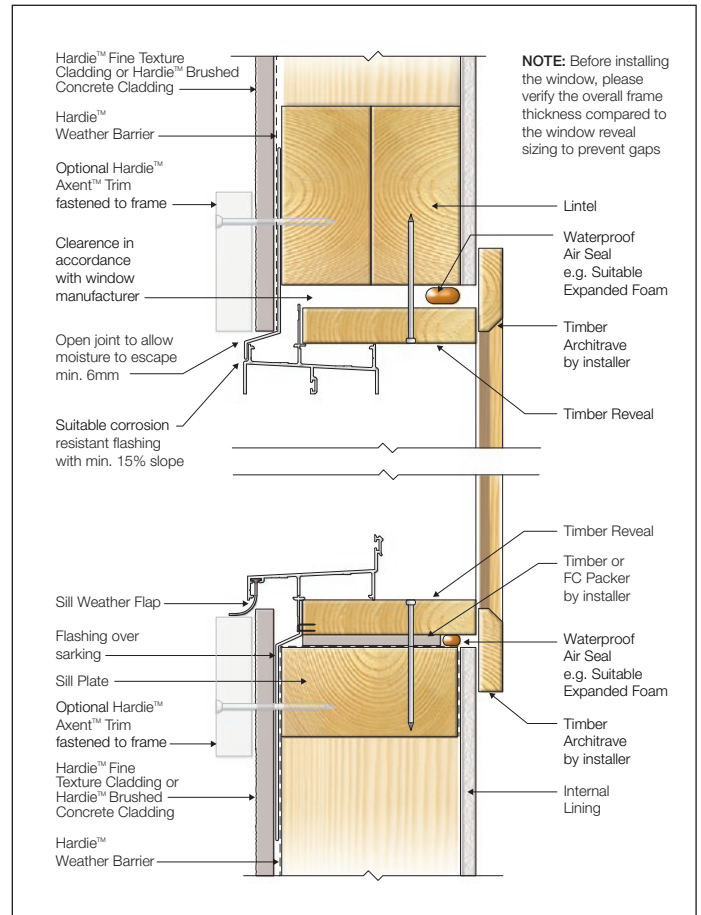 Hardie™ Fine Texture
Cladding or Hardie™ Brushed
Concrete Cladding
Hardie™
Weather Barrier
Optional Hardie™
Axent™ Trim
fastened to frame
Clearence in
accordance
with window
manufacturer
Open joint to allow
moisture to escape
min. 6mm
Suitable corrosion
resistant flashing
with min. 15% slope
NOTE: Before installing
the window, please
verify the overall frame
thickness compared to
the window reveal
sizing to prevent gaps
Lintel
Waterproof
Air Seal
e.g. Suitable
Expanded Foam
Timber
Architrave
by installer
Timber Reveal
Sill Weather Flap
Flashing over
sarking
Sill Plate
Optional Hardie™
Axent™ Trim
fastened to frame
Hardie™ Fine
Texture Cladding or
Hardie™ Brushed
Concrete Cladding
Hardie™
Weather Barrier
Timber Reveal
Timber or
FC Packer
by installer
Waterproof
Air Seal
e.g. Suitable
Expanded Foam
Timber
Architrave
by installer
Internal
Lining